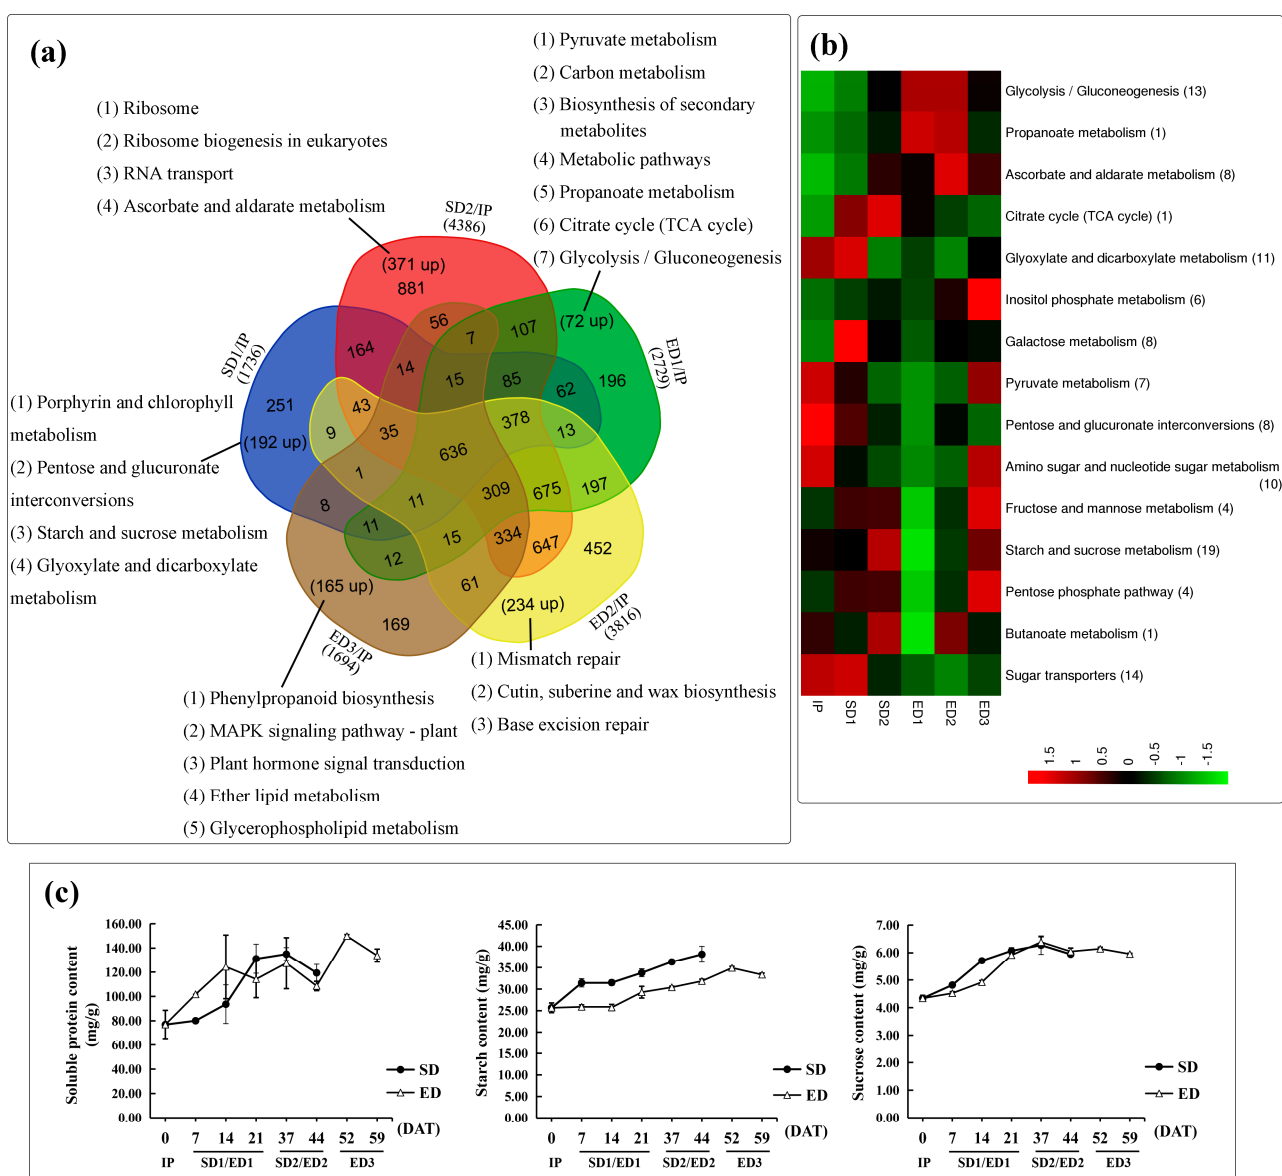 (a)
(1) Ribosome
(2) Ribosome biogenesis in eukaryotes
(3) RNA transport
(4) Ascorbate and aldarate metabolism
(1) Pyruvate metabolism
(2) Carbon metabolism
(3) Biosynthesis of secondary
metabolites
(4) Metabolic pathways
(5) Propanoate metabolism
(6) Citrate cycle (TCA cycle)
(7) Glycolysis / Gluconeogenesis
SD2/IP
(4386)
(371 up)
881
SD1/IP
(1736)
ED1/IP
(2729)
(72 up)
196
56
7
107
164
14
15
85
62
251
(192 up)
9
43
35
636
378
13
1
8
11
11
309
675
197
12
15
334
647
452
61
(165 up)
169
(234 up)
ED3/IP
(1694)
ED2/IP
(3816)
(1) Porphyrin and chlorophyll
metabolism
(2) Pentose and glucuronate
interconversions
(3) Starch and sucrose metabolism
(4) Glyoxylate and dicarboxylate
metabolism
(1) Mismatch repair
(2) Cutin, suberine and wax biosynthesis
(3) Base excision repair
(1) Phenylpropanoid biosynthesis
(2) MAPK signaling pathway - plant
(3) Plant hormone signal transduction
(4) Ether lipid metabolism
(5) Glycerophospholipid metabolism
(b)
Glycolysis / Gluconeogenesis (13)
Propanoate metabolism (1)
Ascorbate and aldarate metabolism (8)
Citrate cycle (TCA cycle) (1)
Glyoxylate and dicarboxylate metabolism (11)
Inositol phosphate metabolism (6)
Galactose metabolism (8)
Pyruvate metabolism (7)
Pentose and glucuronate interconversions (8)
Amino sugar and nucleotide sugar metabolism
(10)
Fructose and mannose metabolism (4)
Starch and sucrose metabolism (19)
Pentose phosphate pathway (4)
Butanoate metabolism (1)
Sugar transporters (14)
IP SD1 SD2 ED1 ED2 ED3
1.5 1 0.5 0 -0.5 -1 -1.5
(c)
Soluble protein content
(mg/g)
160.00
140.00
120.00
100.00
80.00
60.00
40.00
20.00
0.00
SD
ED
0 7 14 21 37 44 52 59 (DAT)
IP SD1/ED1 SD2/ED2 ED3
Starch content (mg/g)
45.00
40.00
35.00
30.00
25.00
20.00
15.00
10.00
5.00
0.00
SD
ED
0 7 14 21 37 44 52 59 (DAT)
IP SD1/ED1 SD2/ED2 ED3
Sucrose content (mg/g)
7.00
6.00
5.00
4.00
3.00
2.00
1.00
0.00
SD
ED
0 7 14 21 37 44 52 59 (DAT)
IP SD1/ED1 SD2/ED2 ED3